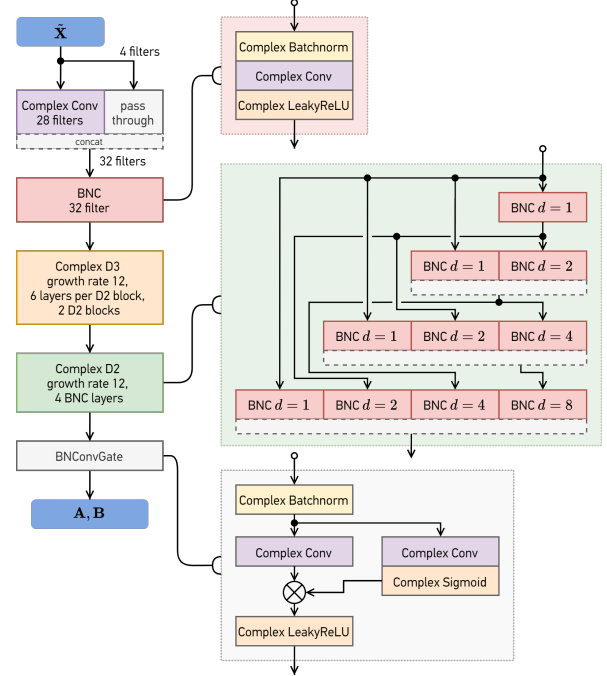 X̃
4 filters
Complex Conv
28 filters
pass
through
concat
32 filters
BNC
32 filter
Complex D3
growth rate 12,
6 layers per D2 block,
2 D2 blocks
Complex D2
growth rate 12,
4 BNC layers
BNConvGate
A, B
Complex Batchnorm
Complex Conv
Complex LeakyReLU
BNC d = 1
BNC d = 1
BNC d = 2
BNC d = 1
BNC d = 2
BNC d = 4
BNC d = 1
BNC d = 2
BNC d = 4
BNC d = 8
Complex Batchnorm
Complex Conv
Complex Conv
Complex Sigmoid
Complex LeakyReLU